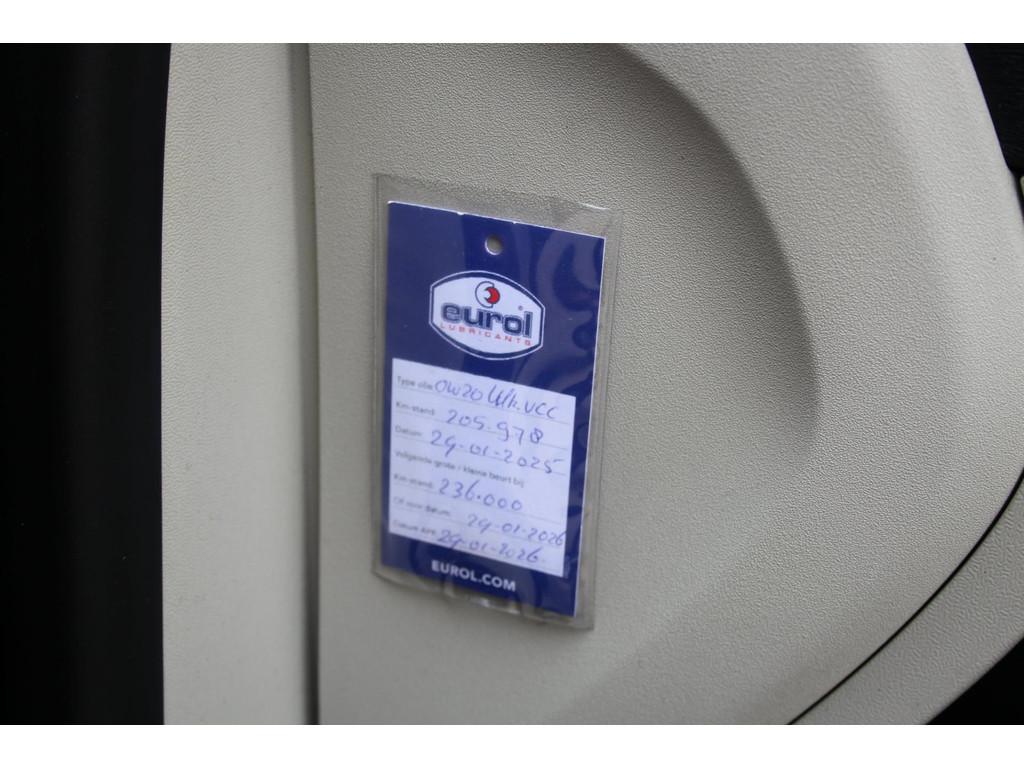 eurol
LUBRICANTS
Type olie: 0W20 VCC
Km-stand: 205.978
Datum: 29-01-2025
Volgende grote / kleine beurt bij:
Km-stand: 236.000
Of voor datum: 29-01-2026
Datum APK: 29-01-2026
EUROL.COM